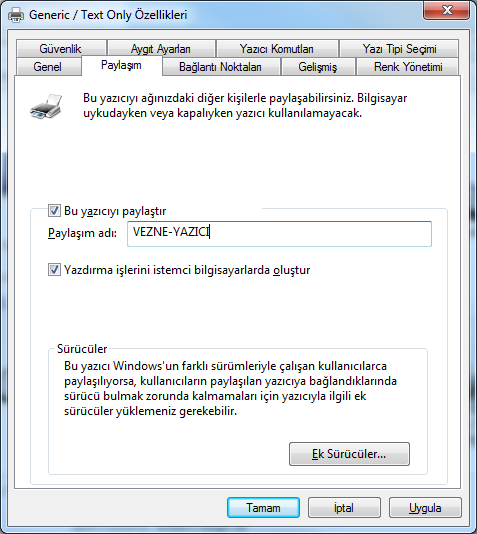 Generic / Text Only Özellikleri
Güvenlik Aygıt Ayarları Yazıcı Komutları Yazı Tipi Seçimi
Genel Paylaşım Bağlantı Noktaları Gelişmiş Renk Yönetimi
Bu yazıcıyı ağınızdaki diğer kişilerle paylaşabilirsiniz. Bilgisayar
uykudayken veya kapalıyken yazıcı kullanılamayacak.
Bu yazıcıyı paylaştır
Paylaşım adı: VEZNE-YAZICI
Yazdırma işlerini istemci bilgisayarlarda oluştur
Sürücüler
Bu yazıcı Windows'un farklı sürümleriyle çalışan kullanıcılarca
paylaşılıyorsa, kullanıcıların paylaşılan yazıcıya bağlandıklarında
sürücü bulmak zorunda kalmamaları için yazıcıyla ilgili ek
sürücüler yüklemeniz gerekebilir.
Ek Sürücüler...
Tamam İptal Uygula